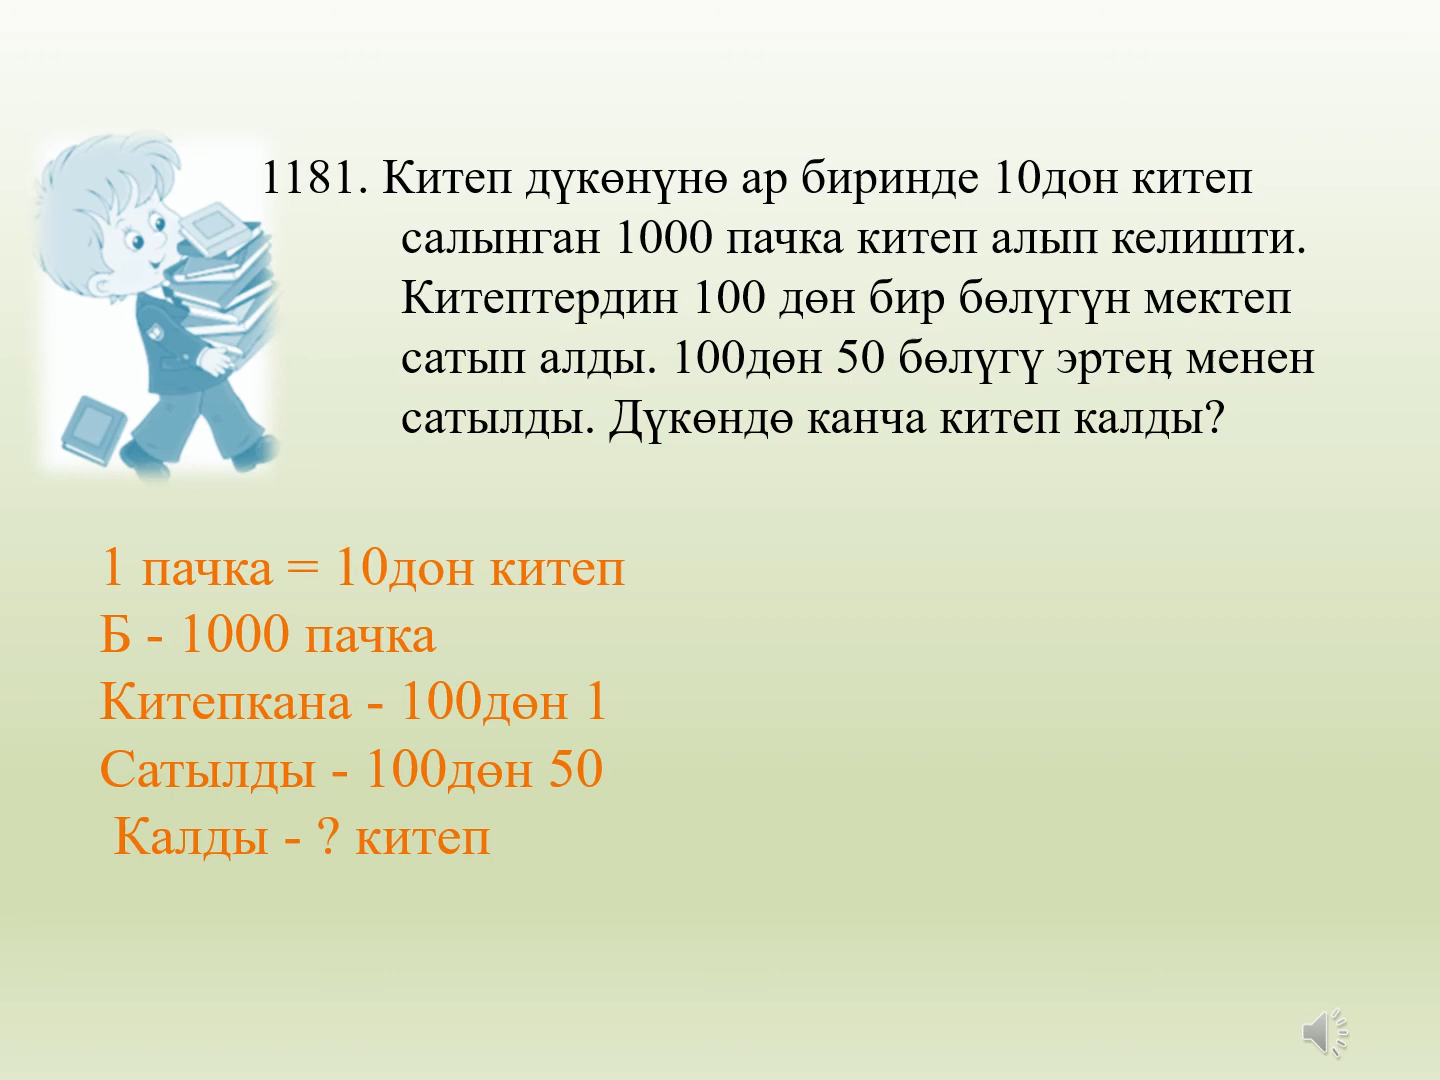 1181. Китеп дүкөнүнө ар биринде 10дон китеп
салынган 1000 пачка китеп алып келишти.
Китептердин 100 дөн бир бөлүгүн мектеп
сатып алды. 100дөн 50 бөлүгү эртең менен
сатылды. Дүкөндө канча китеп калды?
1 пачка = 10дон китеп
Б - 1000 пачка
Китепкана - 100дөн 1
Сатылды - 100дөн 50
Калды - ? китеп